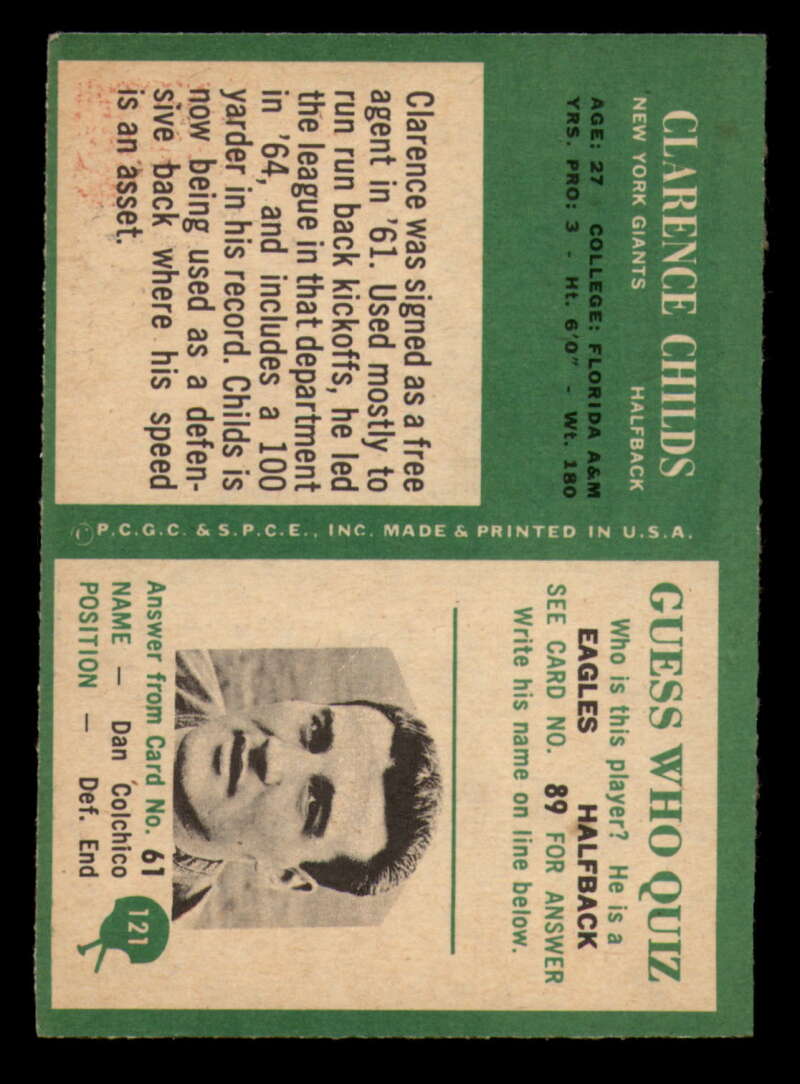 CLARENCE CHILDS
NEW YORK GIANTS HALFBACK
AGE: 27 COLLEGE: FLORIDA A&M
YRS. PRO: 3 - Ht. 6'0" - Wt. 180
Clarence was signed as a free
agent in '61. Used mostly to
run run back kickoffs, he led
the league in that department
in '64, and includes a 100
yarder in his record. Childs is
now being used as a defen-
sive back where his speed
is an asset.
© P.C.G.C. & S.P.C.E., INC. MADE & PRINTED IN U.S.A.
GUESS WHO QUIZ
Who is this player? He is a
EAGLES HALFBACK
SEE CARD NO. 89 FOR ANSWER
Write his name on line below.
Answer from Card No. 61
NAME — Dan Colchico
POSITION — Def. End
121